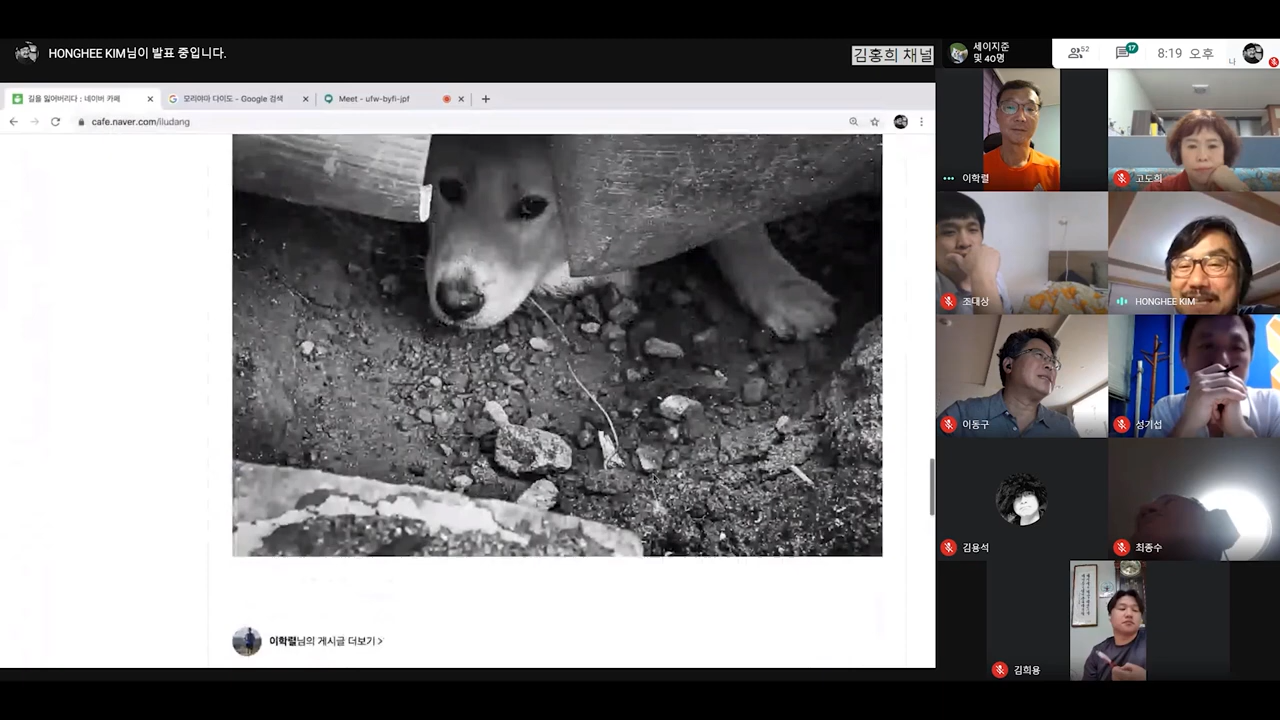 HONGHEE KIM님이 발표 중입니다.
김홍희 채널
세이지준
및 40명
52
17
8:19 오후
나
길을 잃어버리다 : 네이버 카페
모리야마 다이도 - Google 검색
Meet - ufw-byfi-jpf
cafe.naver.com/iludang
이학렬
고도희
조대상
HONGHEE KIM
이동구
성기섭
김용석
최종수
김희용
이학렬님의 게시글 더보기 >